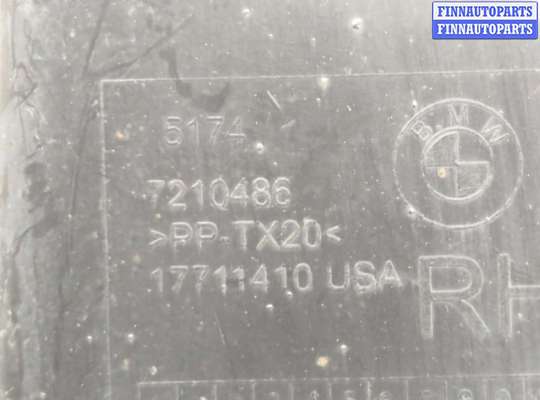 FINNAUTOPARTS
FINNAUTOPARTS
5174
BMW
7210486
>PP-TX20<
17711410 USA
RH